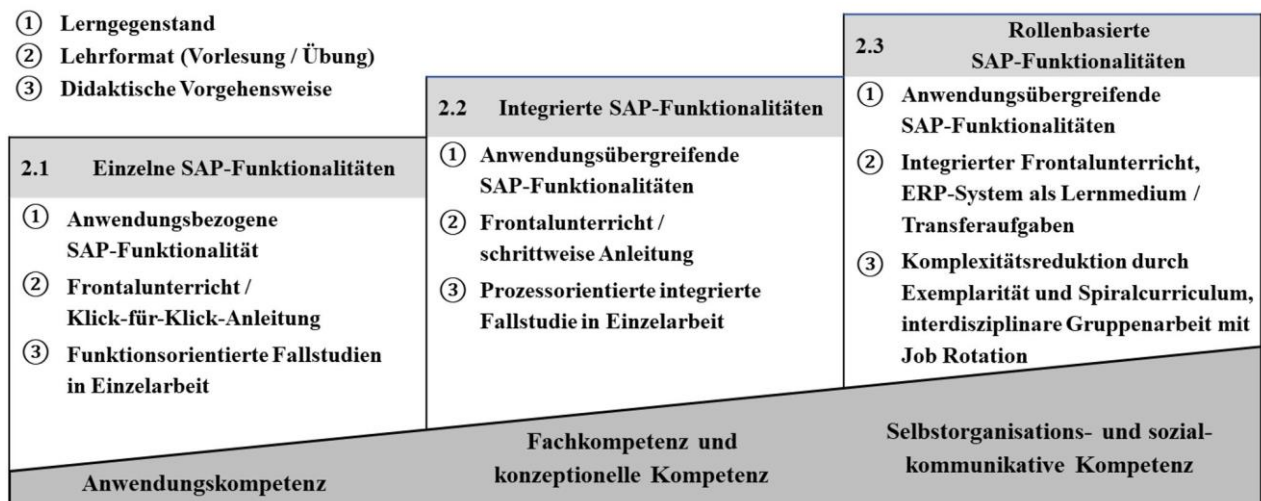 ① Lerngegenstand
② Lehrformat (Vorlesung / Übung)
③ Didaktische Vorgehensweise
2.1 Einzelne SAP-Funktionalitäten
① Anwendungsbezogene
SAP-Funktionalität
② Frontalunterricht /
Klick-für-Klick-Anleitung
③ Funktionsorientierte Fallstudien
in Einzelarbeit
Anwendungskompetenz
2.2 Integrierte SAP-Funktionalitäten
① Anwendungsübergreifende
SAP-Funktionalitäten
② Frontalunterricht /
schrittweise Anleitung
③ Prozessorientierte integrierte
Fallstudie in Einzelarbeit
Fachkompetenz und
konzeptionelle Kompetenz
2.3 Rollenbasierte
SAP-Funktionalitäten
① Anwendungsübergreifende
SAP-Funktionalitäten
② Integrierter Frontalunterricht,
ERP-System als Lernmedium /
Transferaufgaben
③ Komplexitätsreduktion durch
Exemplarität und Spiralcurriculum,
interdisziplinare Gruppenarbeit mit
Job Rotation
Selbstorganisations- und sozial-
kommunikative Kompetenz